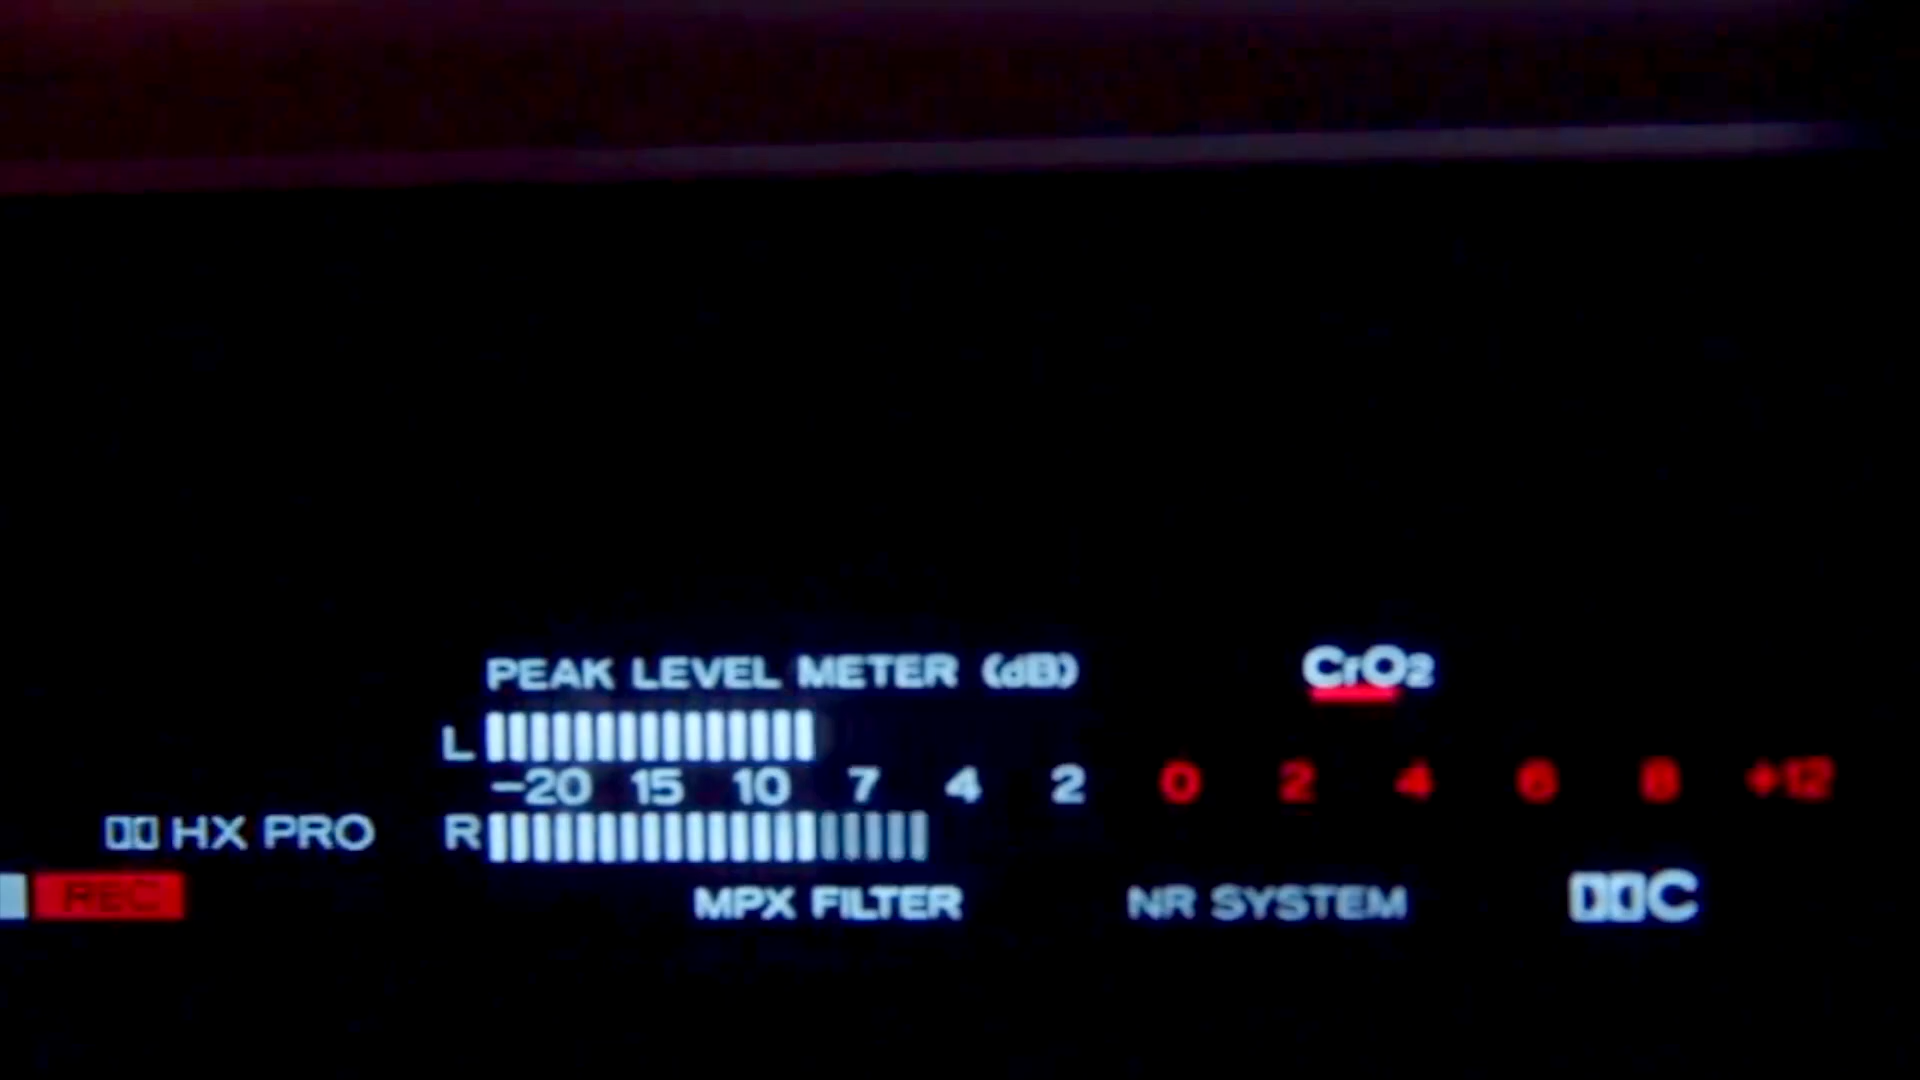 PEAK LEVEL METER (dB)
CrO2
L
-20 15 10 7 4 2 0 2 4 6 8 +12
HX PRO
R
REC
MPX FILTER
NR SYSTEM
C